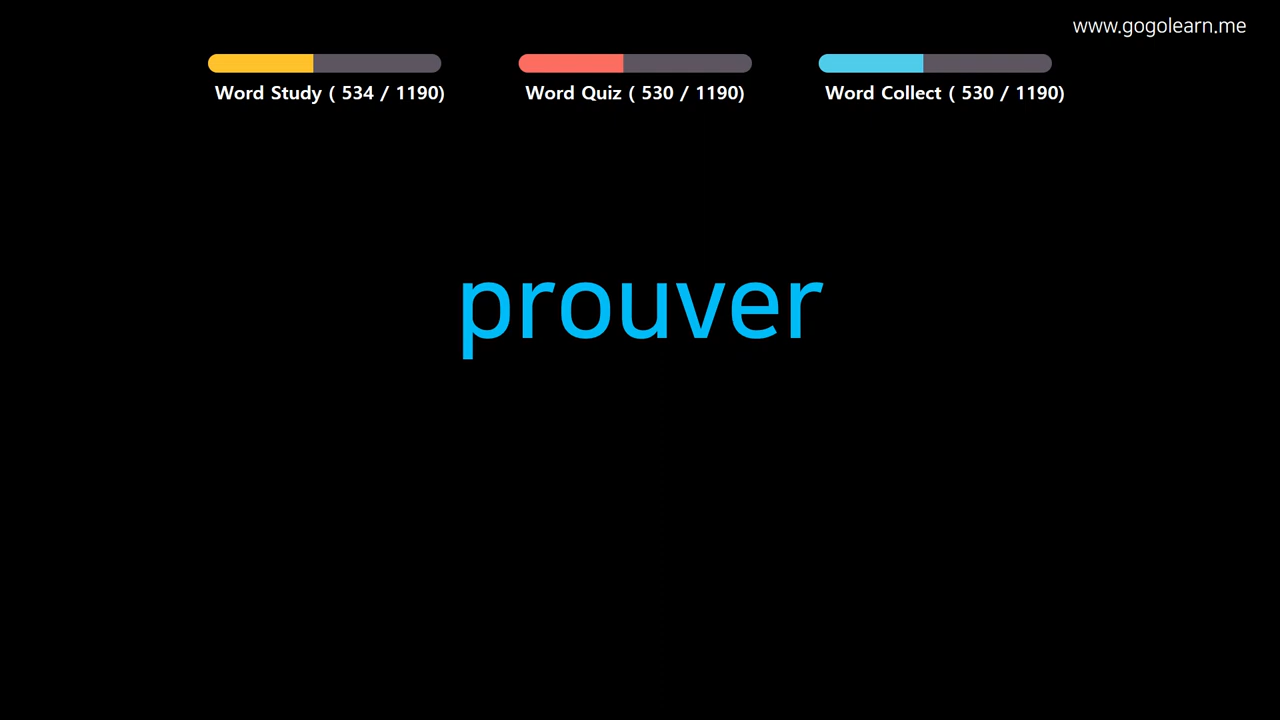 www.gogolearn.me
Word Study ( 534 / 1190)
Word Quiz ( 530 / 1190)
Word Collect ( 530 / 1190)
prouver